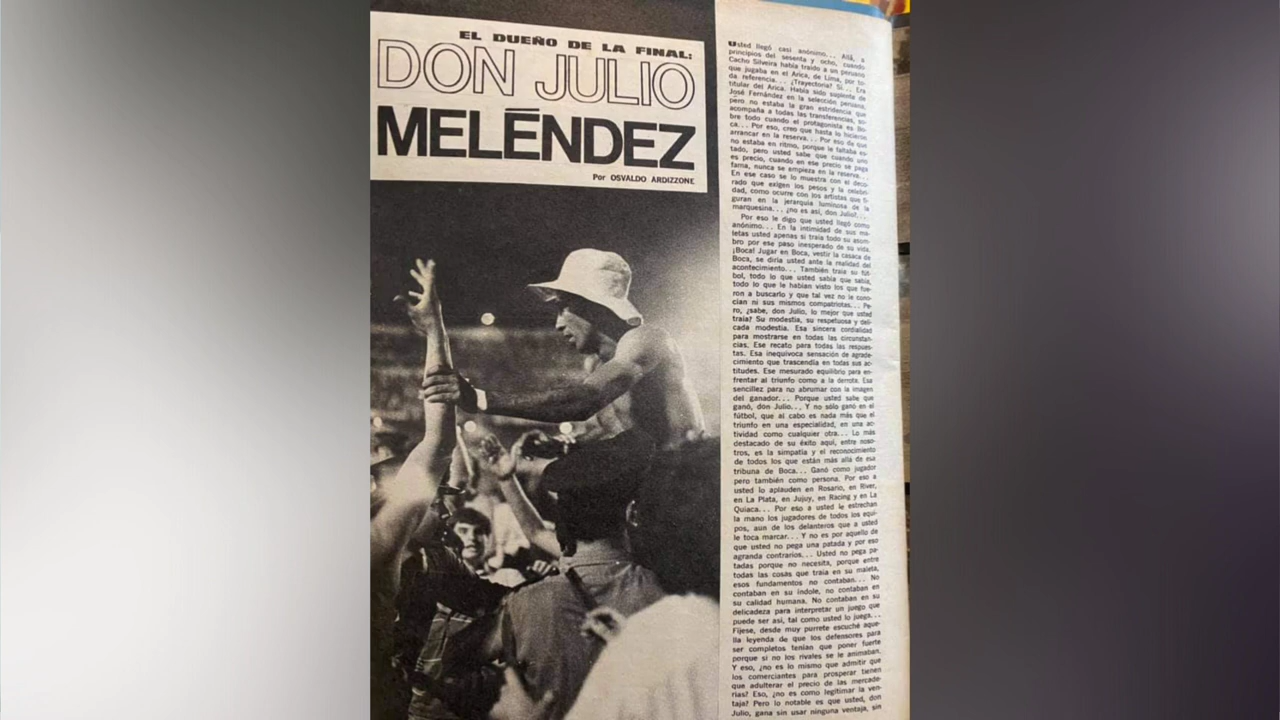 EL DUEÑO DE LA FINAL:
DON JULIO
MELÉNDEZ
Por OSVALDO ARDIZZONE
Usted llegó casi anónimo... Allá, a
principios del sesenta y ocho, cuando
Cacho Silveira había traído a un peruano
que jugaba en el Arica, de Lima, por to-
da referencia... ¿Trayectoria? Sí... Era
titular del Arica. Había sido suplente de
José Fernández en la selección peruana,
pero no estaba la gran estridencia que
acompaña a todas las transferencias, so-
bre todo cuando el protagonista es Bo-
ca... Por eso, creo que hasta lo hicieron
arrancar en la reserva... Por eso de que
no estaba en ritmo, porque le faltaba es-
tado, pero usted sabe que cuando uno
es precio, cuando en ese precio se paga
fama, nunca se empieza en la reserva...
En ese caso se lo muestra con el deco-
rado que exigen los pesos y la celebri-
dad, como ocurre con los artistas que fi-
guran en la jerarquía luminosa de la
marquesina... ¿no es así, don Julio?...
Por eso le digo que usted llegó como
anónimo... En la intimidad de sus ma-
letas usted apenas si traía todo su asom-
bro por ese paso inesperado de su vida.
¡Boca! Jugar en Boca, vestir la casaca de
Boca, se diría usted ante la realidad del
acontecimiento... También traía su fút-
bol, todo lo que usted sabía que sabía,
todo lo que le habían visto los que fue-
ron a buscarlo y que tal vez no le cono-
cían ni sus mismos compatriotas... Pe-
ro, ¿sabe, don Julio, lo mejor que usted
traía? Su modestia, su respetuosa y deli-
cada modestia. Esa sincera cordialidad
para mostrarse en todas las circunstan-
cias. Ese recato para todas las respues-
tas. Esa inequívoca sensación de agrade-
cimiento que trascendía en todas sus ac-
titudes. Ese mesurado equilibrio para en-
frentar al triunfo como a la derrota. Esa
sencillez para no abrumar con la imagen
del ganador... Porque usted sabe que
ganó, don Julio... Y no sólo ganó en el
fútbol, que al cabo es nada más que el
triunfo en una especialidad, en una ac-
tividad como cualquier otra... Lo más
destacado de su éxito aquí, entre noso-
tros, es la simpatía y el reconocimiento
de todos los que están más allá de esa
tribuna de Boca... Ganó como jugador
pero también como persona. Por eso a
usted lo aplauden en Rosario, en River,
en La Plata, en Jujuy, en Racing y en La
Quiaca... Por eso a usted le estrechan
la mano los jugadores de todos los equi-
pos, aun de los delanteros que a usted
le toca marcar... Y no es por aquello de
que usted no pega una patada y por eso
agranda contrarios... Usted no pega pa-
tadas porque no necesita, porque entre
todas las cosas que traía en su maleta,
esos fundamentos no contaban... No
contaban en su índole, no contaban en
su calidad humana. No contaban en su
delicadeza para interpretar un juego que
puede ser así, tal como usted lo juega...
Fíjese, desde muy purrete escuché aque-
lla leyenda de que los defensores para
ser completos tenían que poner fuerte
porque si no los rivales se le animaban.
Y eso, ¿no es lo mismo que admitir que
los comerciantes para prosperar tienen
que adulterar el precio de las mercade-
rías? Eso, ¿no es como legitimar la ven-
taja? Pero lo notable es que usted, don
Julio, gana sin usar ninguna ventaja, sin